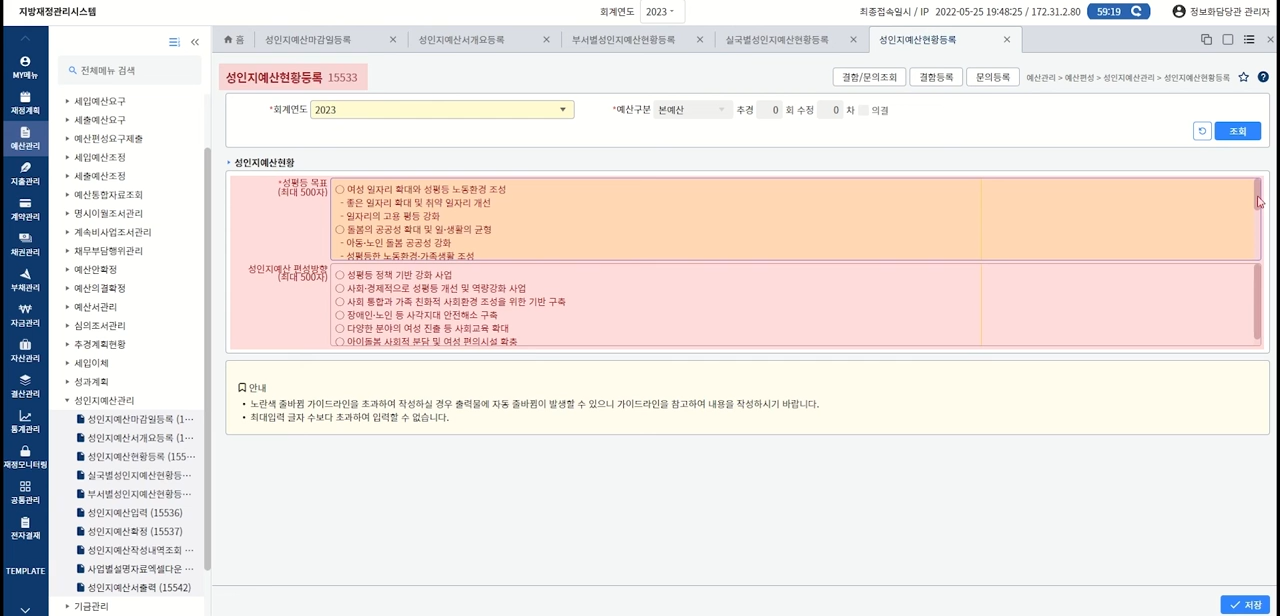 지방재정관리시스템
회계연도 2023
최종접속일시 / IP 2022-05-25 19:48:25 / 172.31.2.80 59:19 정보화담당관 관리자
홈 성인지예산마감일등록 성인지예산서개요등록 부서별성인지예산현황등록 실국별성인지예산현황등록 성인지예산현황등록
MY메뉴
재정계획
예산관리
지출관리
계약관리
채권관리
부채관리
자금관리
자산관리
결산관리
통계관리
재정모니터링
공통관리
전자결재
TEMPLATE
전체메뉴 검색
세입예산요구
세출예산요구
예산편성요구제출
세입예산조정
세출예산조정
예산통합자료조회
명시이월조서관리
계속비사업조서관리
채무부담행위관리
예산안확정
예산의결확정
예산서관리
심의조서관리
추경계획현황
세입이체
성과계획
성인지예산관리
성인지예산마감일등록 (1···
성인지예산서개요등록 (1···
성인지예산현황등록 (155···
실국별성인지예산현황등···
부서별성인지예산현황등···
성인지예산입력 (15536)
성인지예산확정 (15537)
성인지예산작성내역조회 ···
사업별설명자료엑셀다운 ···
성인지예산서출력 (15542)
기금관리
성인지예산현황등록 15533
결함/문의조회 결함등록 문의등록 예산관리 > 예산편성 > 성인지예산관리 > 성인지예산현황등록
*회계연도 2023 *예산구분 본예산 추경 0 회 수정 0 차 의결
조회
성인지예산현황
*성평등 목표
(최대 500자)
○ 여성 일자리 확대와 성평등 노동환경 조성
- 좋은 일자리 확대 및 취약 일자리 개선
- 일자리의 고용 평등 강화
○ 돌봄의 공공성 확대 및 일·생활의 균형
- 아동·노인 돌봄 공공성 강화
- 성평등한 노동환경·가족생활 조성
성인지예산 편성방향
(최대 500자)
○ 성평등 정책 기반 강화 사업
○ 사회·경제적으로 성평등 개선 및 역량강화 사업
○ 사회 통합과 가족 친화적 사회환경 조성을 위한 기반 구축
○ 장애인·노인 등 사각지대 안전해소 구축
○ 다양한 분야의 여성 진출 등 사회교육 확대
○ 아이돌봄 사회적 분담 및 여성 편의시설 확충
안내
• 노란색 줄바뀜 가이드라인을 초과하여 작성하실 경우 출력물에 자동 줄바뀜이 발생할 수 있으니 가이드라인을 참고하여 내용을 작성하시기 바랍니다.
• 최대입력 글자 수보다 초과하여 입력할 수 없습니다.
저장